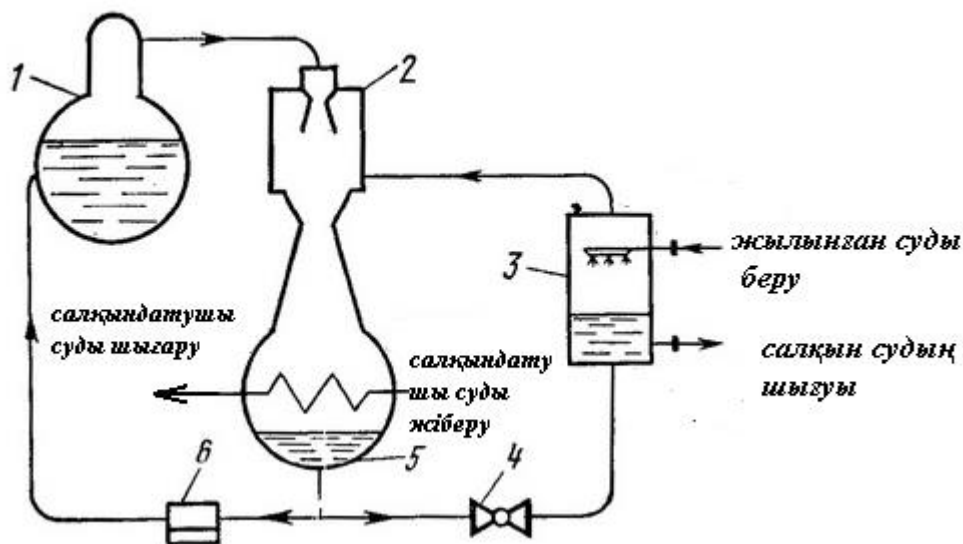 1
2
3
жылынған суды
беру
салқындатушы
суды шығару
салқындату
шы суды
жіберу
салқын судың
шығуы
5
4
6